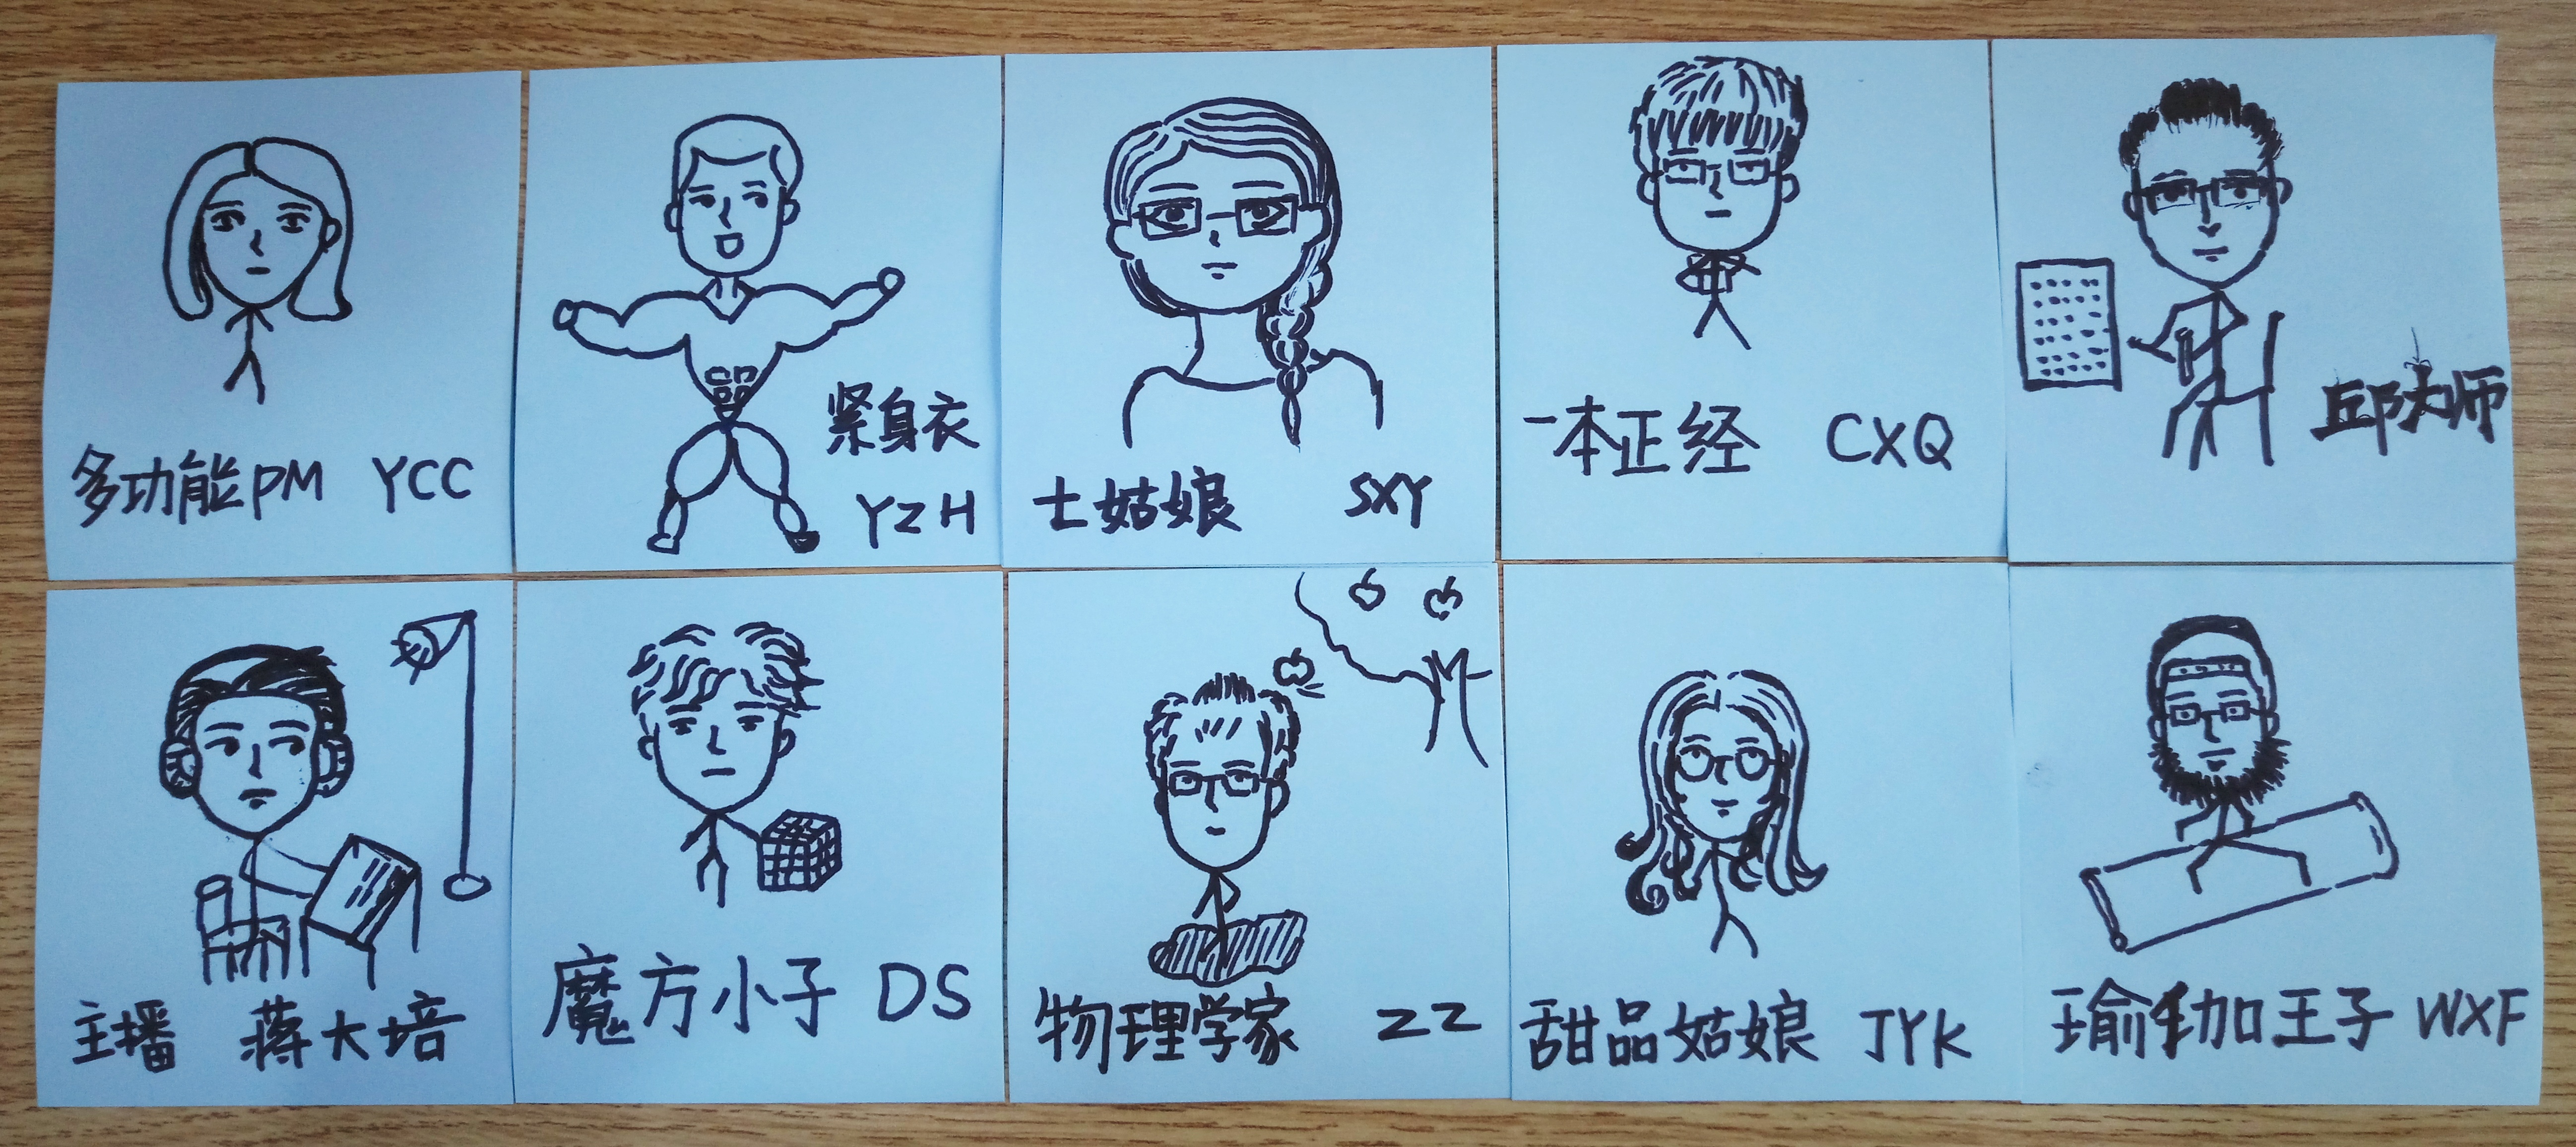 多功能PM YCC
紧身衣
YZH
士姑娘 SXY
一本正经 CXQ
邱大师
主播 蒋大培
魔方小子 DS
物理学家 ZZ
甜品姑娘 JYK
瑜伽王子 WXF